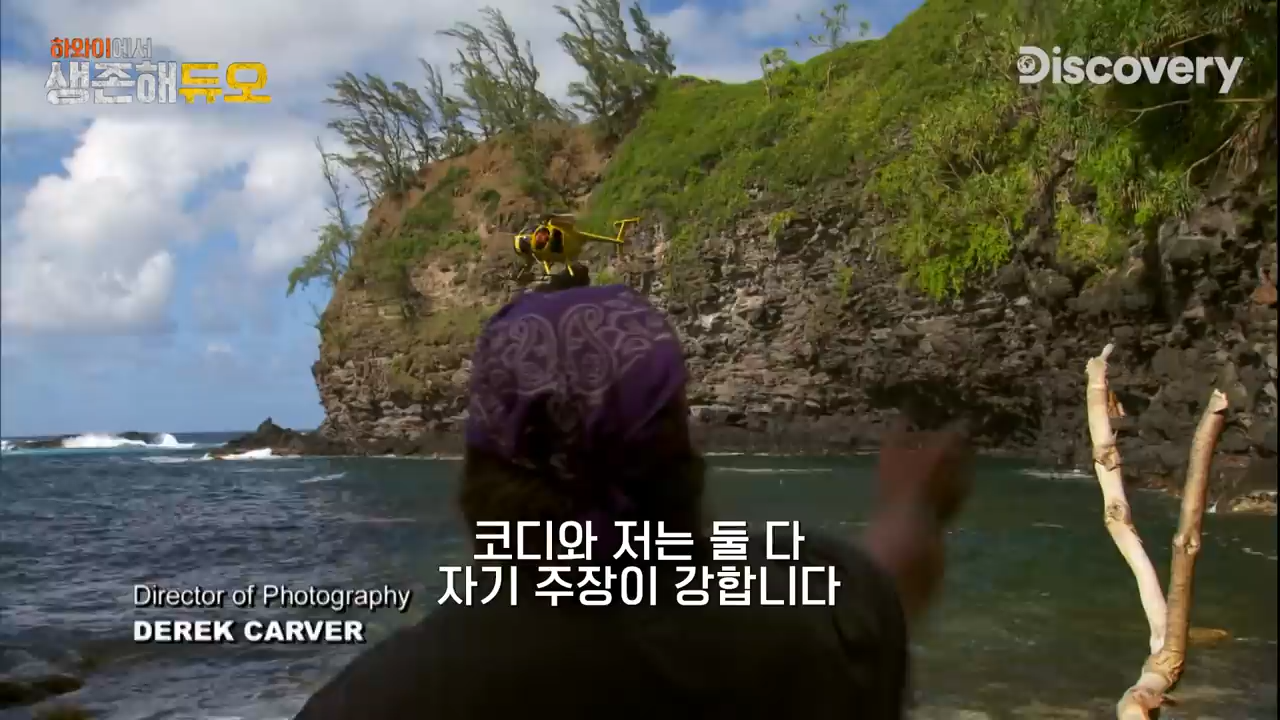 하와이에서
생존해듀오
Discovery
코디와 저는 둘 다
자기 주장이 강합니다
Director of Photography
DEREK CARVER